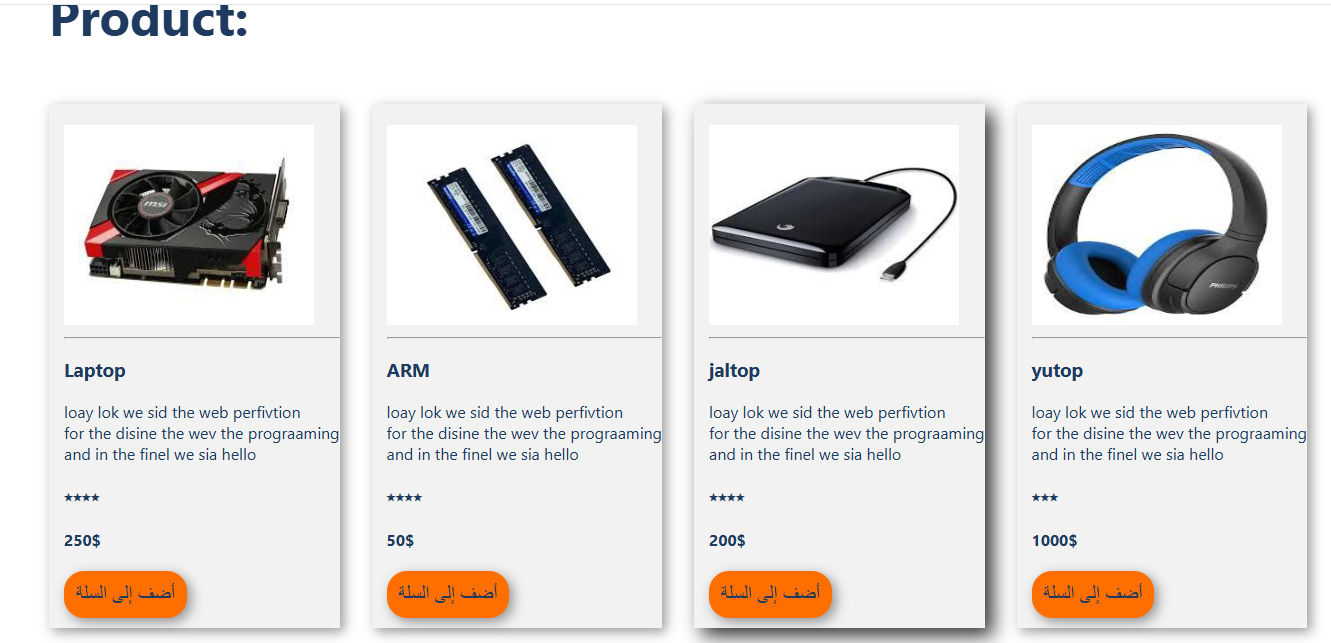 Product:
msi
PHILIPS
Laptop
loay lok we sid the web perfivtion
for the disine the wev the prograaming
and in the finel we sia hello
★★★★
250$
أضف إلى السلة
ARM
loay lok we sid the web perfivtion
for the disine the wev the prograaming
and in the finel we sia hello
★★★★
50$
أضف إلى السلة
jaltop
loay lok we sid the web perfivtion
for the disine the wev the prograaming
and in the finel we sia hello
★★★★
200$
أضف إلى السلة
yutop
loay lok we sid the web perfivtion
for the disine the wev the prograaming
and in the finel we sia hello
★★★
1000$
أضف إلى السلة